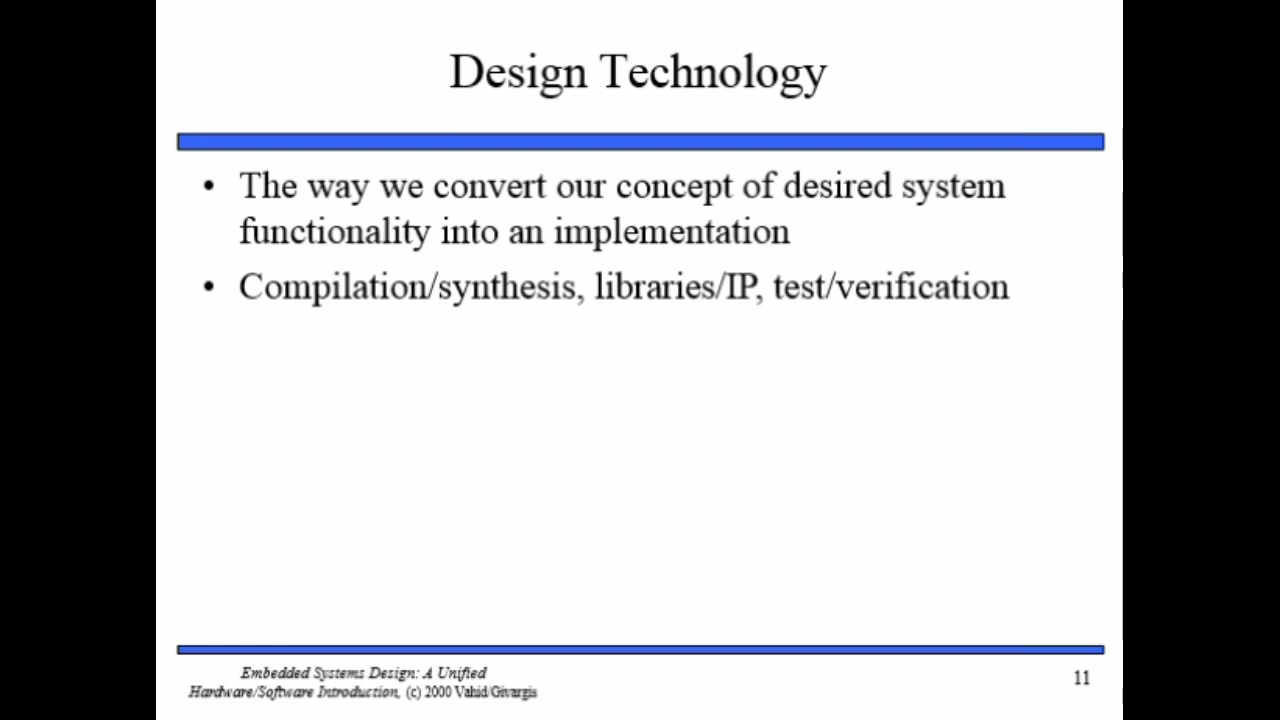 Design Technology
• The way we convert our concept of desired system
functionality into an implementation
• Compilation/synthesis, libraries/IP, test/verification
Embedded Systems Design: A Unified
Hardware/Software Introduction, (c) 2000 Vahid/Givargis
11